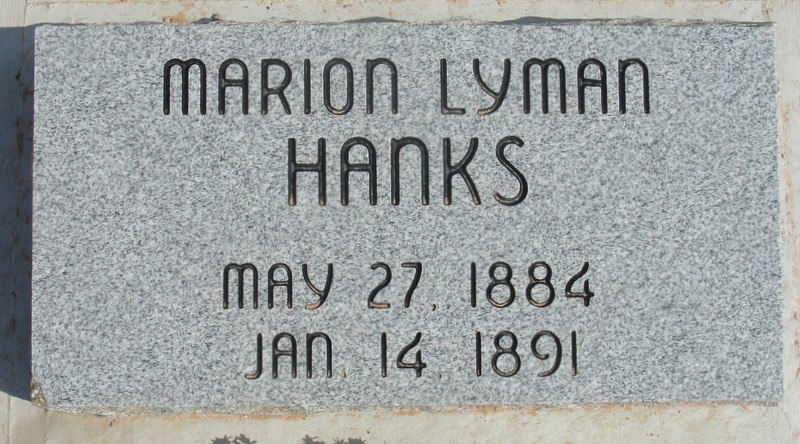 MARION LYMAN
HANKS
MAY 27, 1884
JAN. 14, 1891